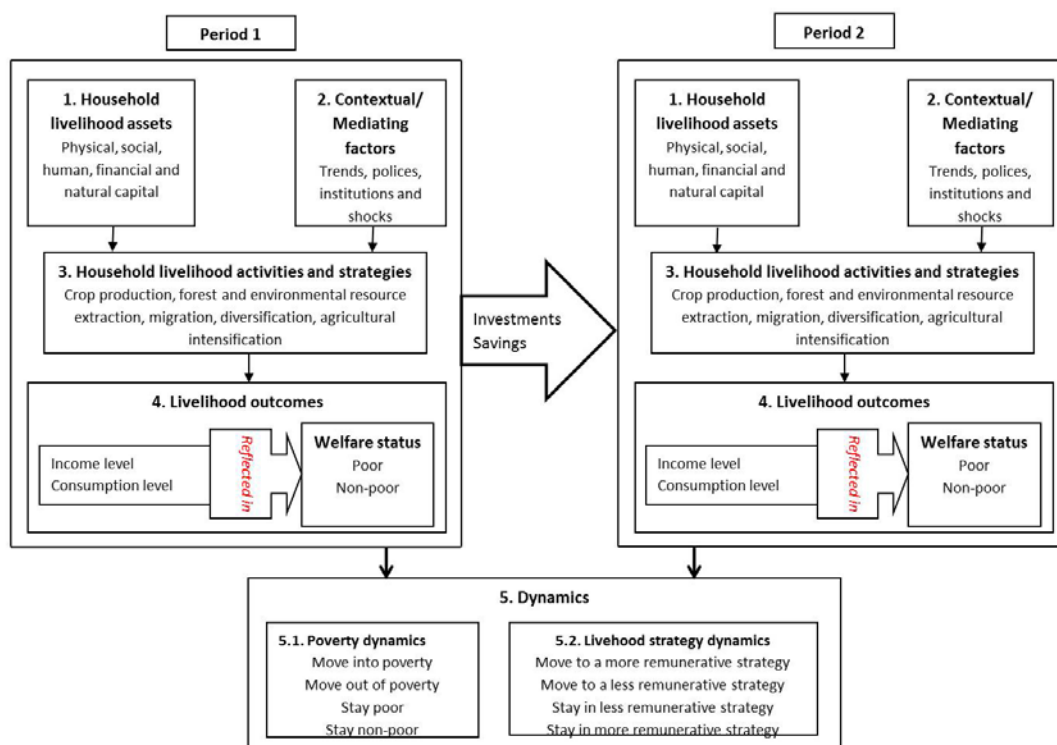 Period 1
1. Household
livelihood assets
Physical, social,
human, financial and
natural capital
2. Contextual/
Mediating
factors
Trends, polices,
institutions and
shocks
3. Household livelihood activities and strategies
Crop production, forest and environmental resource
extraction, migration, diversification, agricultural
intensification
4. Livelihood outcomes
Income level
Consumption level
Reflected in
Welfare status
Poor
Non-poor
Investments
Savings
Period 2
1. Household
livelihood assets
Physical, social,
human, financial and
natural capital
2. Contextual/
Mediating
factors
Trends, polices,
institutions and
shocks
3. Household livelihood activities and strategies
Crop production, forest and environmental resource
extraction, migration, diversification, agricultural
intensification
4. Livelihood outcomes
Income level
Consumption level
Reflected in
Welfare status
Poor
Non-poor
5. Dynamics
5.1. Poverty dynamics
Move into poverty
Move out of poverty
Stay poor
Stay non-poor
5.2. Livehood strategy dynamics
Move to a more remunerative strategy
Move to a less remunerative strategy
Stay in less remunerative strategy
Stay in more remunerative strategy